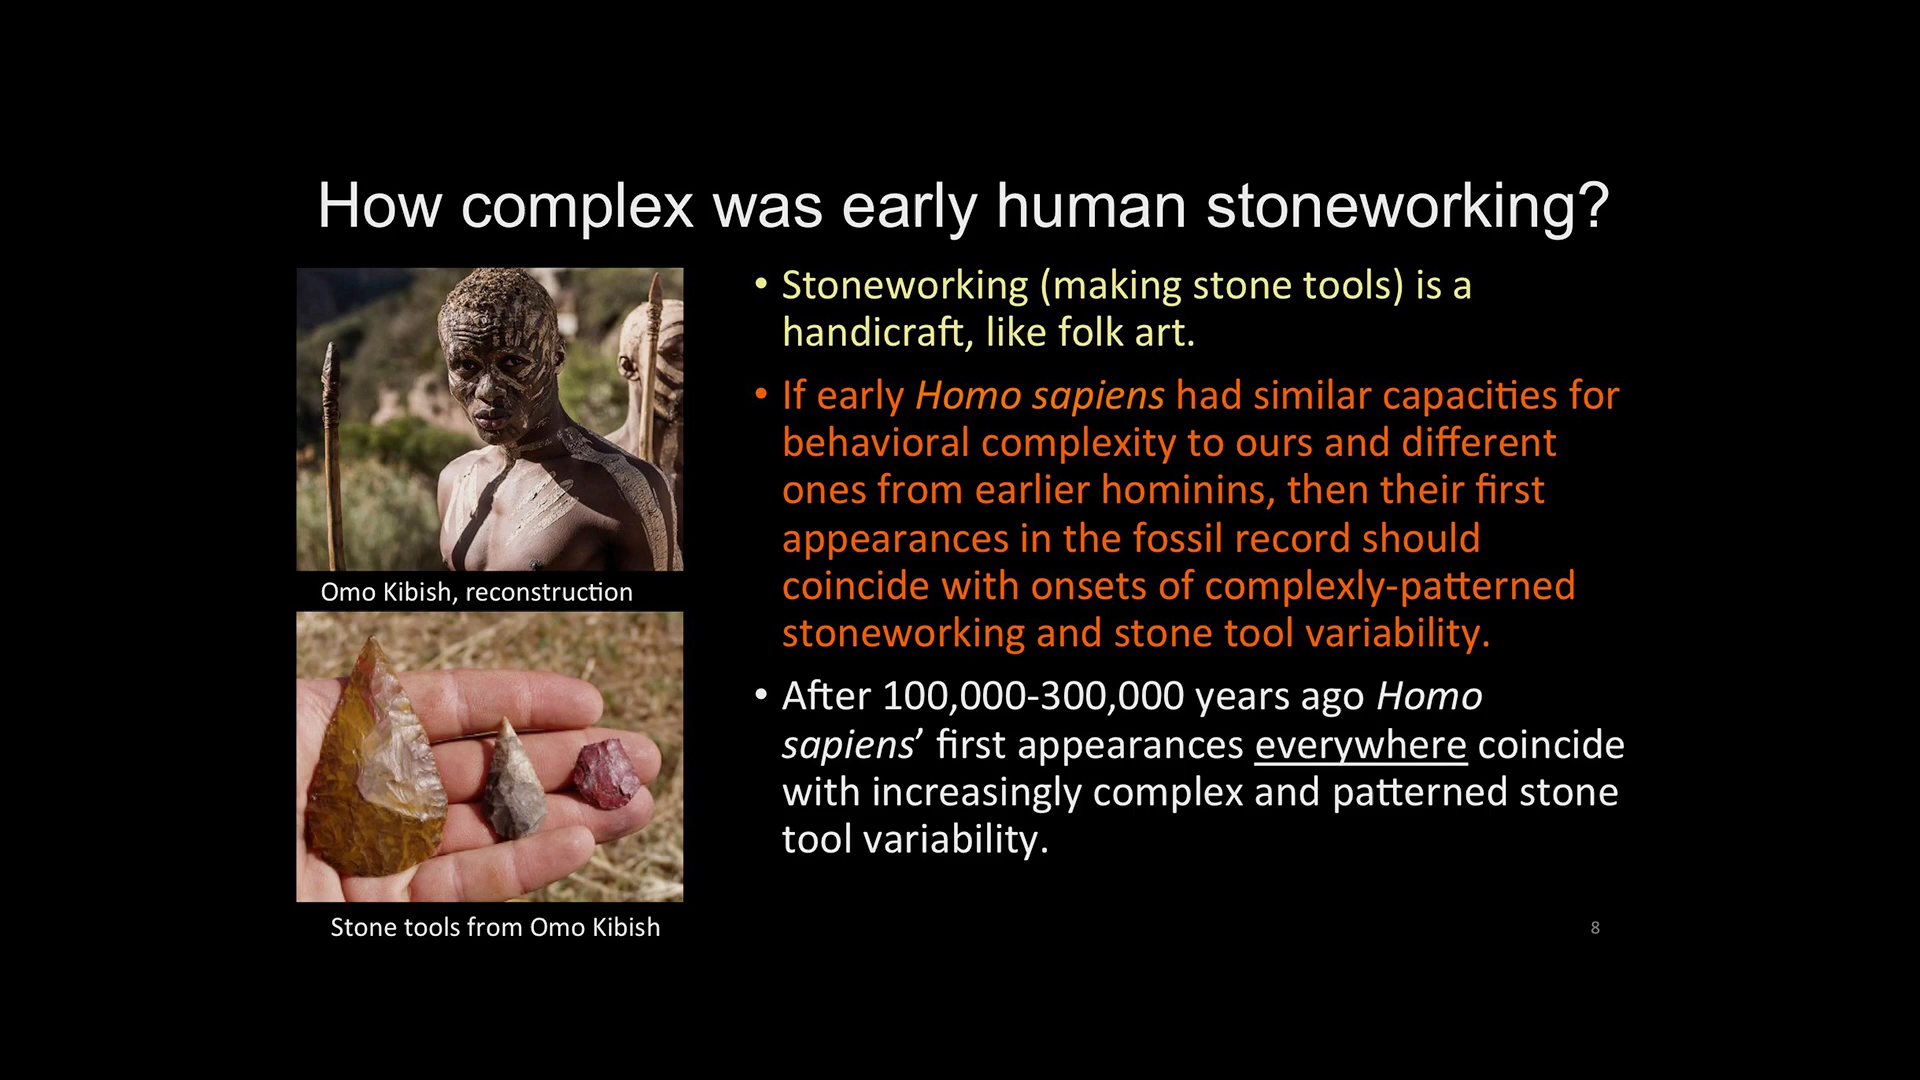 How complex was early human stoneworking?
• Stoneworking (making stone tools) is a
handicraft, like folk art.
• If early Homo sapiens had similar capacities for
behavioral complexity to ours and different
ones from earlier hominins, then their first
appearances in the fossil record should
coincide with onsets of complexly-patterned
stoneworking and stone tool variability.
• After 100,000-300,000 years ago Homo
sapiens’ first appearances everywhere coincide
with increasingly complex and patterned stone
tool variability.
Omo Kibish, reconstruction
Stone tools from Omo Kibish
8